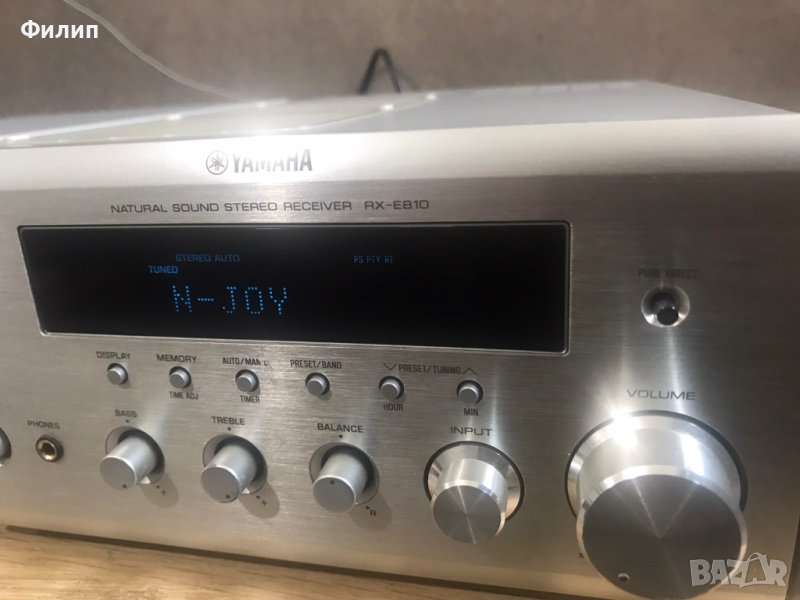 Филип
YAMAHA
NATURAL SOUND STEREO RECEIVER RX-E810
STEREO AUTO
PS PTY RT
TUNED
N-JOY
PURE DIRECT
DISPLAY
MEMORY
AUTO/MAN'L
PRESET/BAND
PRESET/TUNING
TIME ADJ
TIMER
HOUR
MIN
VOLUME
PHONES
BASS
TREBLE
BALANCE
INPUT
R
BAZAR